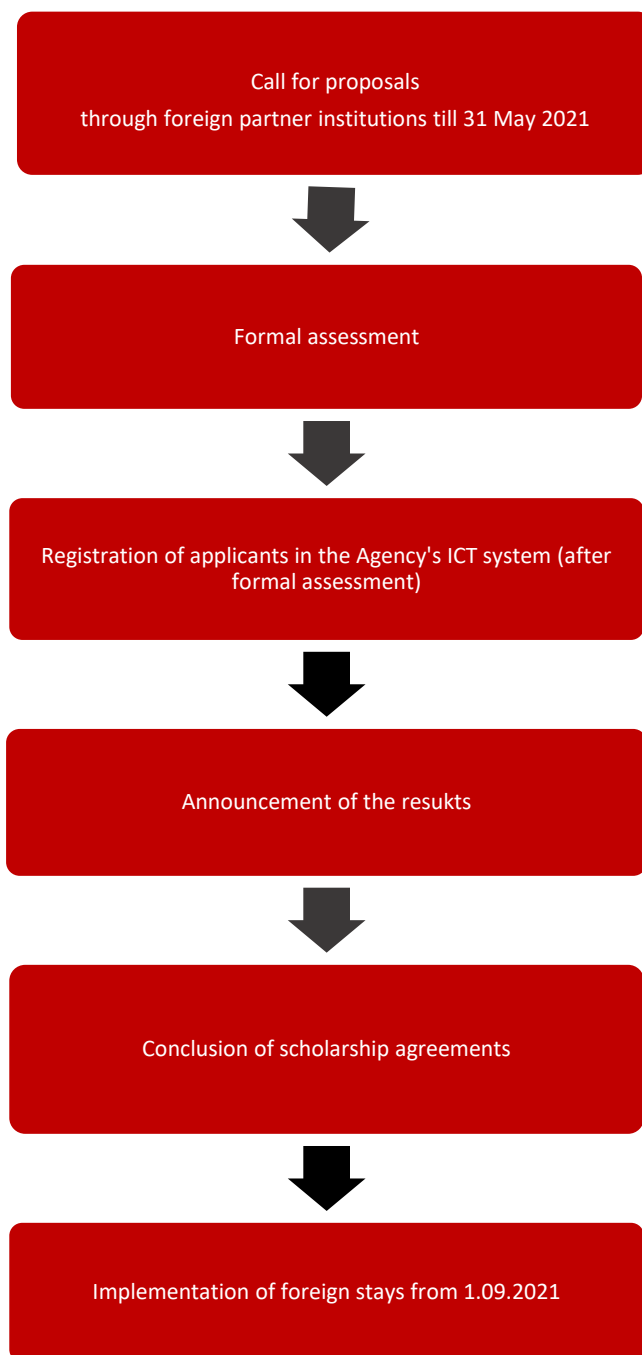 Call for proposals
through foreign partner institutions till 31 May 2021
Formal assessment
Registration of applicants in the Agency's ICT system (after
formal assessment)
Announcement of the resukts
Conclusion of scholarship agreements
Implementation of foreign stays from 1.09.2021